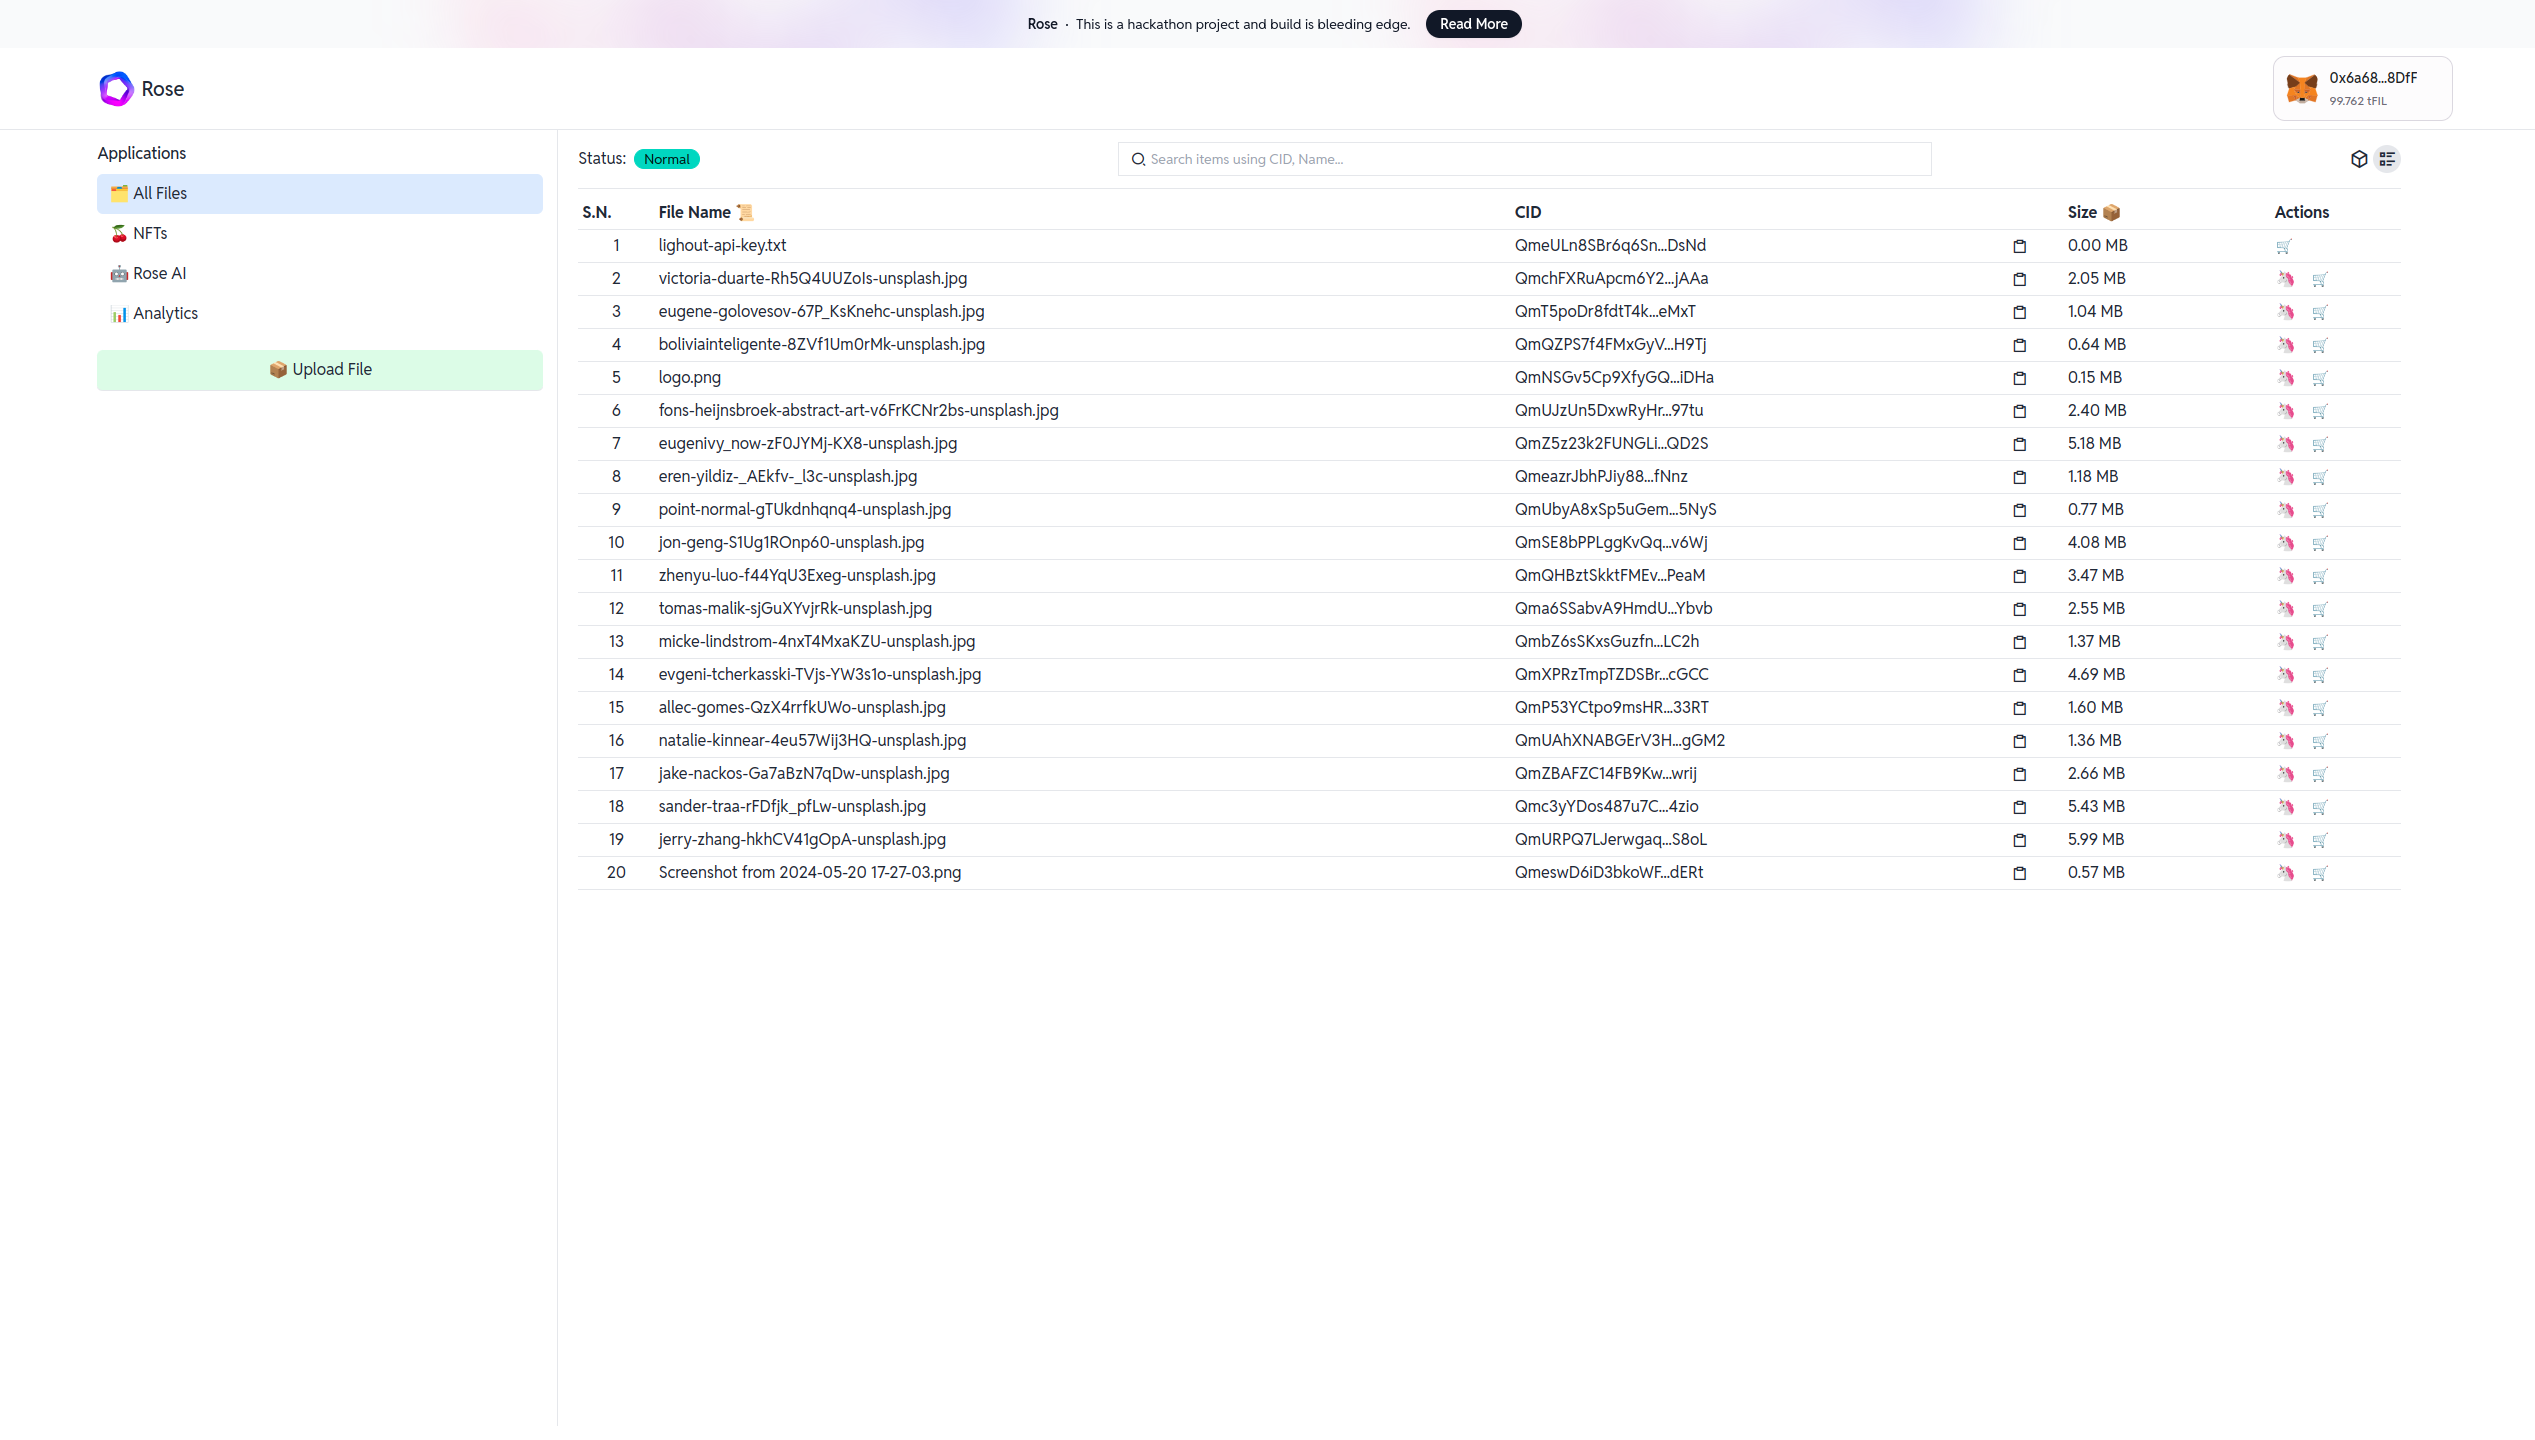 Rose · This is a hackathon project and build is bleeding edge. Read More
Rose
0x6a68...8DfF
99.762 tFIL
Applications
All Files
NFTs
Rose AI
Analytics
Upload File
Status: Normal
Search items using CID, Name...
S.N. File Name CID Size Actions
1 lighout-api-key.txt QmeULn8SBr6q6Sn...DsNd 0.00 MB
2 victoria-duarte-Rh5Q4UUZoIs-unsplash.jpg QmchFXRuApcm6Y2...jAAa 2.05 MB
3 eugene-golovesov-67P_KsKnehc-unsplash.jpg QmT5poDr8fdtT4k...eMxT 1.04 MB
4 boliviainteligente-8ZVf1Um0rMk-unsplash.jpg QmQZPS7f4FMxGyV...H9Tj 0.64 MB
5 logo.png QmNSGv5Cp9XfyGQ...iDHa 0.15 MB
6 fons-heijnsbroek-abstract-art-v6FrKCNr2bs-unsplash.jpg QmUJzUn5DxwRyHr...97tu 2.40 MB
7 eugenivy_now-zF0JYMj-KX8-unsplash.jpg QmZ5z23k2FUNGLi...QD2S 5.18 MB
8 eren-yildiz-_AEkfv-_l3c-unsplash.jpg QmeazrJbhPJiy88...fNnz 1.18 MB
9 point-normal-gTUkdnhqnq4-unsplash.jpg QmUbyA8xSp5uGem...5NyS 0.77 MB
10 jon-geng-S1Ug1ROnp60-unsplash.jpg QmSE8bPPLggKvQq...v6Wj 4.08 MB
11 zhenyu-luo-f44YqU3Exeg-unsplash.jpg QmQHBztSkktFMEv...PeaM 3.47 MB
12 tomas-malik-sjGuXYvjrRk-unsplash.jpg Qma6SSabvA9HmdU...Ybvb 2.55 MB
13 micke-lindstrom-4nxT4MxaKZU-unsplash.jpg QmbZ6sSKxsGuzfn...LC2h 1.37 MB
14 evgeni-tcherkasski-TVjs-YW3s1o-unsplash.jpg QmXPRzTmpTZDSBr...cGCC 4.69 MB
15 allec-gomes-QzX4rrfkUWo-unsplash.jpg QmP53YCtpo9msHR...33RT 1.60 MB
16 natalie-kinnear-4eu57Wij3HQ-unsplash.jpg QmUAhXNABGErV3H...gGM2 1.36 MB
17 jake-nackos-Ga7aBzN7qDw-unsplash.jpg QmZBAFZC14FB9Kw...wrij 2.66 MB
18 sander-traa-rFDfjk_pfLw-unsplash.jpg Qmc3yYDos487u7C...4zio 5.43 MB
19 jerry-zhang-hkhCV41gOpA-unsplash.jpg QmURPQ7LJerwgaq...S8oL 5.99 MB
20 Screenshot from 2024-05-20 17-27-03.png QmeswD6iD3bkoWF...dERt 0.57 MB